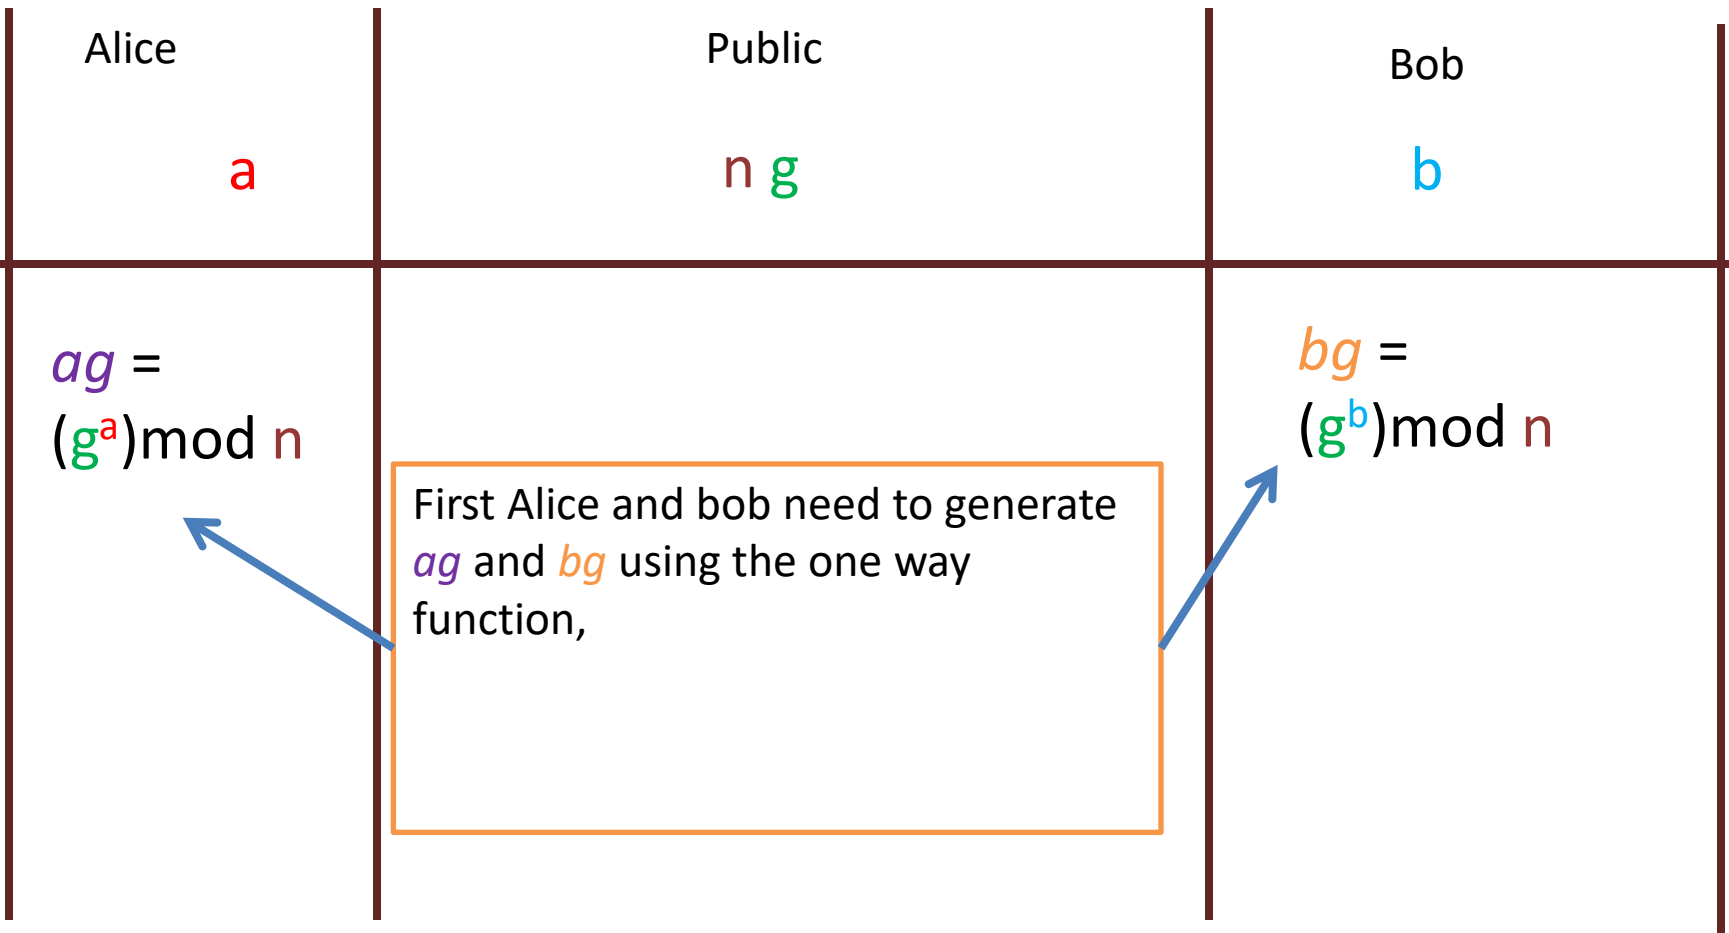 Alice
Public
Bob
a
n g
b
ag =
(gᵃ)mod n
bg =
(gᵇ)mod n
First Alice and bob need to generate
ag and bg using the one way
function,